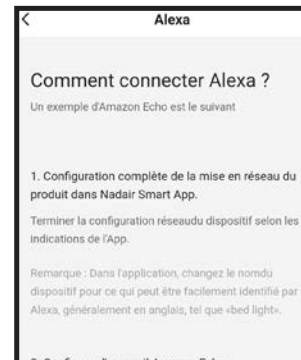 Alexa
Comment connecter Alexa ?
Un exemple d'Amazon Echo est le suivant
1. Configuration complète de la mise en réseau du
produit dans Nadair Smart App.
Terminer la configuration réseaudu dispositif selon les
indications de l'App.
Remarque : Dans l'application, changez le nomdu
dispositif pour ce qui peut être facilement identifié par
Alexa, généralement en anglais, tel que «bed light».